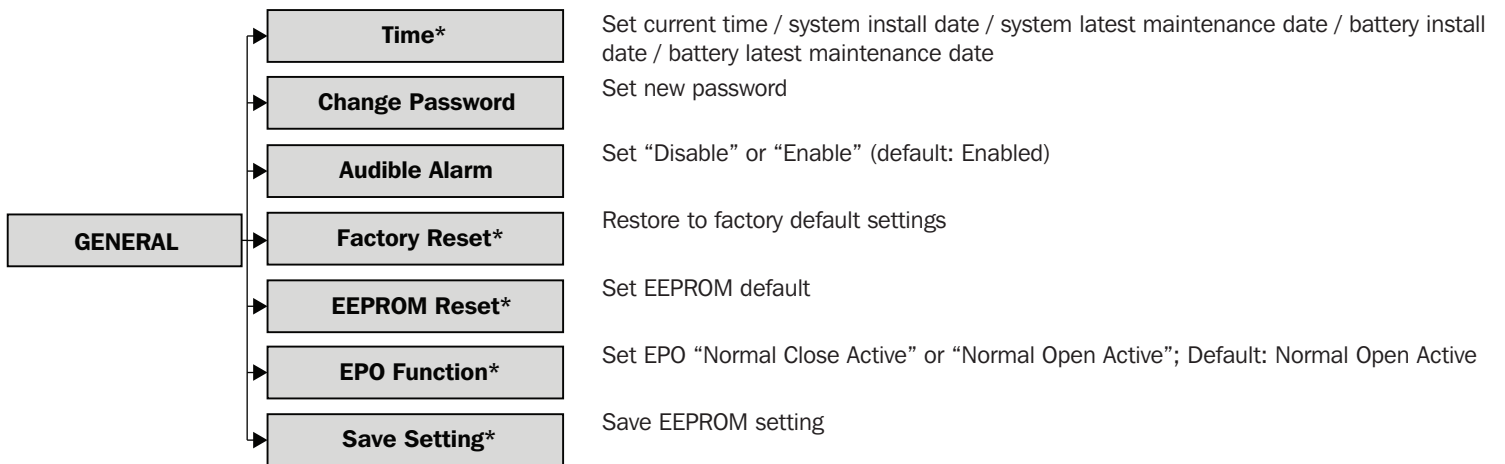 Time*
Set current time / system install date / system latest maintenance date / battery install
date / battery latest maintenance date
Change Password
Set new password
Audible Alarm
Set “Disable” or “Enable” (default: Enabled)
GENERAL
Factory Reset*
Restore to factory default settings
EEPROM Reset*
Set EEPROM default
EPO Function*
Set EPO “Normal Close Active” or “Normal Open Active”; Default: Normal Open Active
Save Setting*
Save EEPROM setting